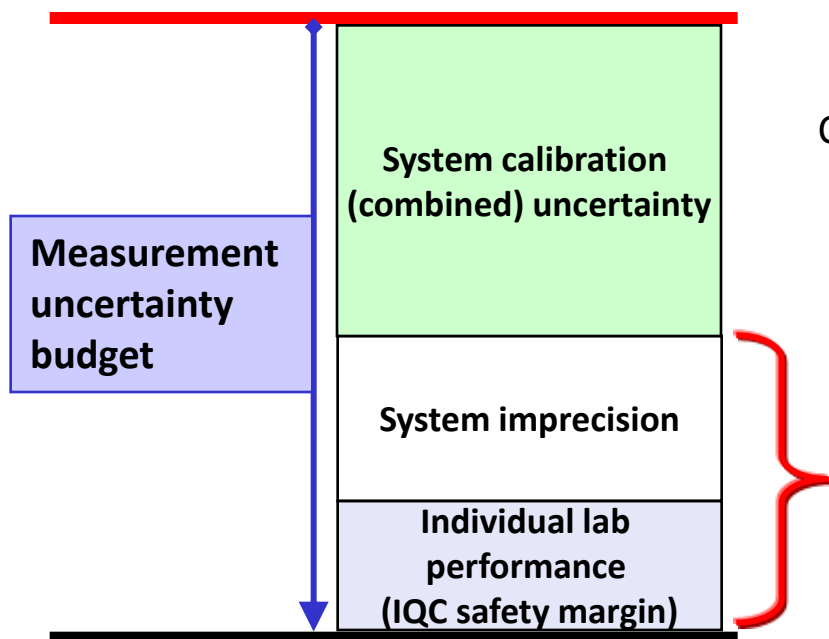 System calibration
(combined) uncertainty
Measurement
uncertainty
budget
System imprecision
Individual lab
performance
(IQC safety margin)